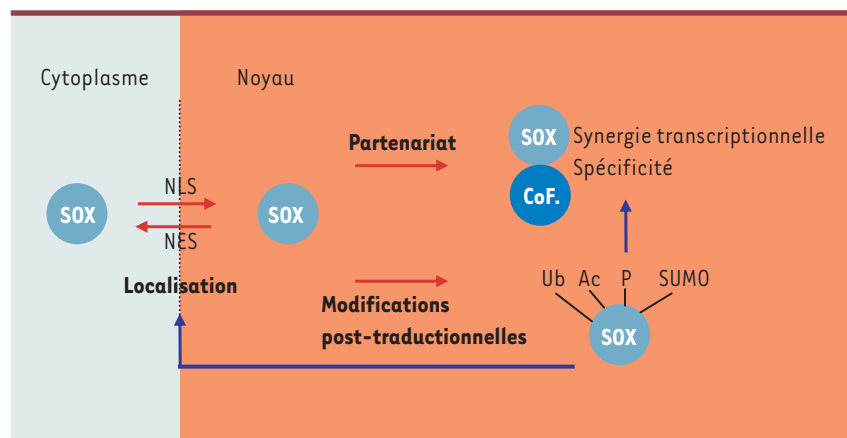 Cytoplasme
Noyau
Partenariat
SOX
Synergie transcriptionnelle
Spécificité
CoF.
NLS
SOX
SOX
NES
Localisation
Ub Ac P SUMO
Modifications
post-traductionnelles
SOX